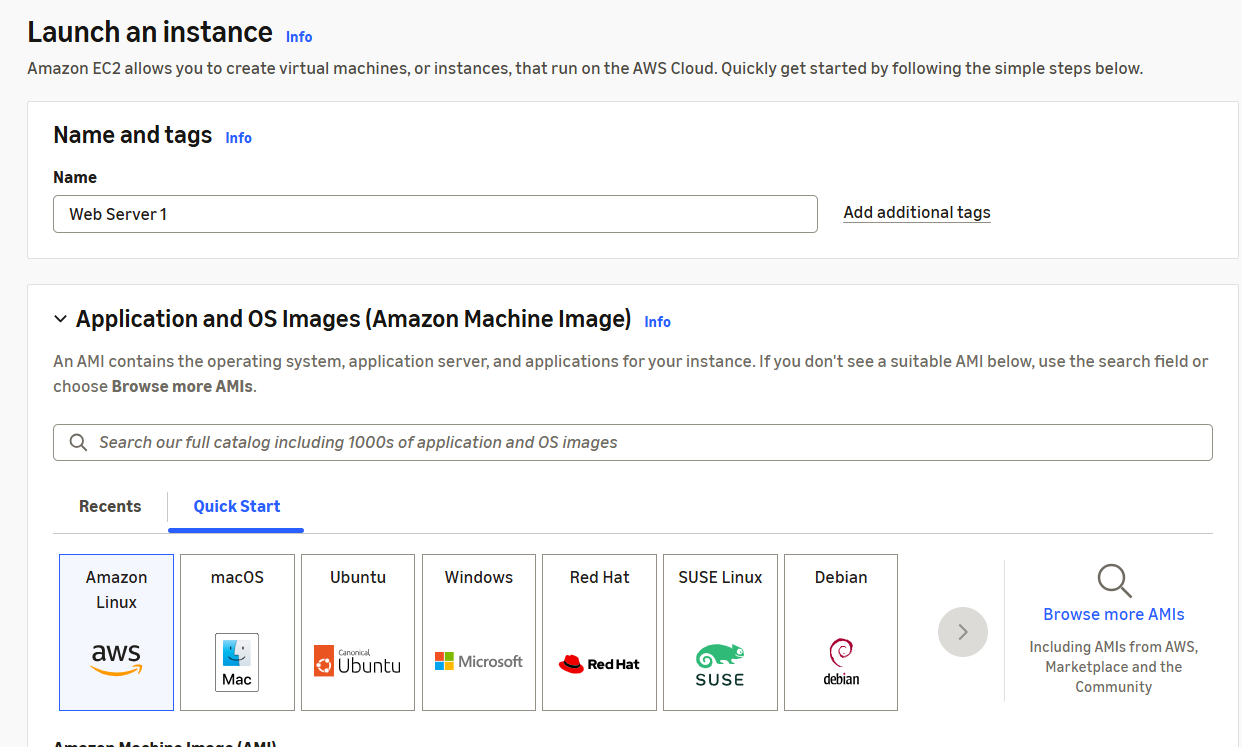 Launch an instance Info
Amazon EC2 allows you to create virtual machines, or instances, that run on the AWS Cloud. Quickly get started by following the simple steps below.
Name and tags Info
Name
Web Server 1
Add additional tags
Application and OS Images (Amazon Machine Image) Info
An AMI contains the operating system, application server, and applications for your instance. If you don't see a suitable AMI below, use the search field or
choose Browse more AMIs.
Search our full catalog including 1000s of application and OS images
Recents
Quick Start
Amazon
Linux
aws
macOS
Mac
Ubuntu
Canonical
Ubuntu
Windows
Microsoft
Red Hat
Red Hat
SUSE Linux
SUSE
Debian
debian
Browse more AMIs
Including AMIs from AWS,
Marketplace and the
Community
Amazon Machine Image (AMI)